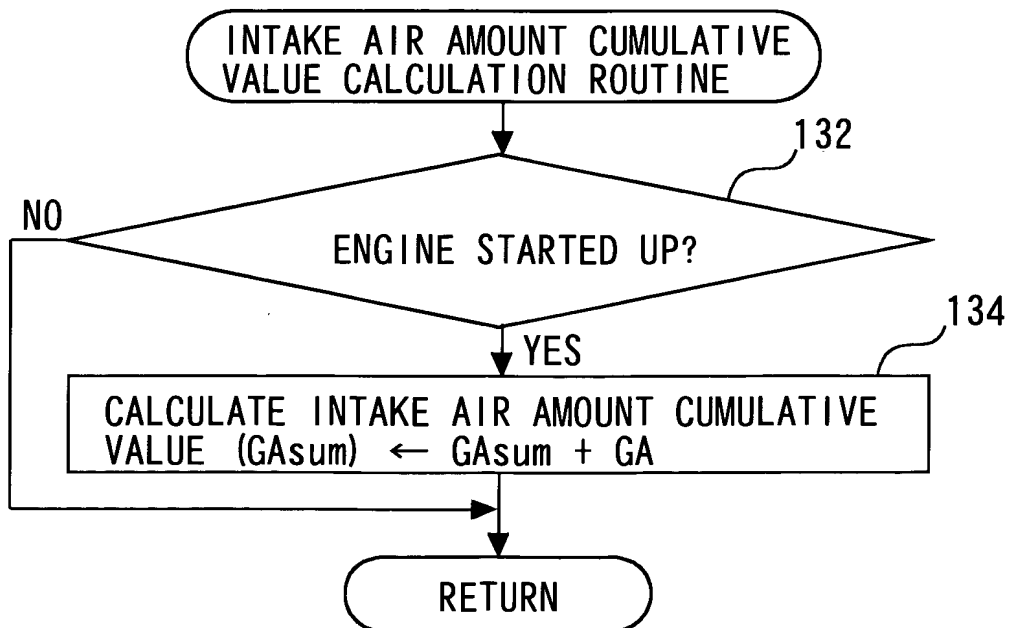 INTAKE AIR AMOUNT CUMULATIVE
VALUE CALCULATION ROUTINE
132
NO
ENGINE STARTED UP?
134
YES
CALCULATE INTAKE AIR AMOUNT CUMULATIVE
VALUE (GAsum) ← GAsum + GA
RETURN